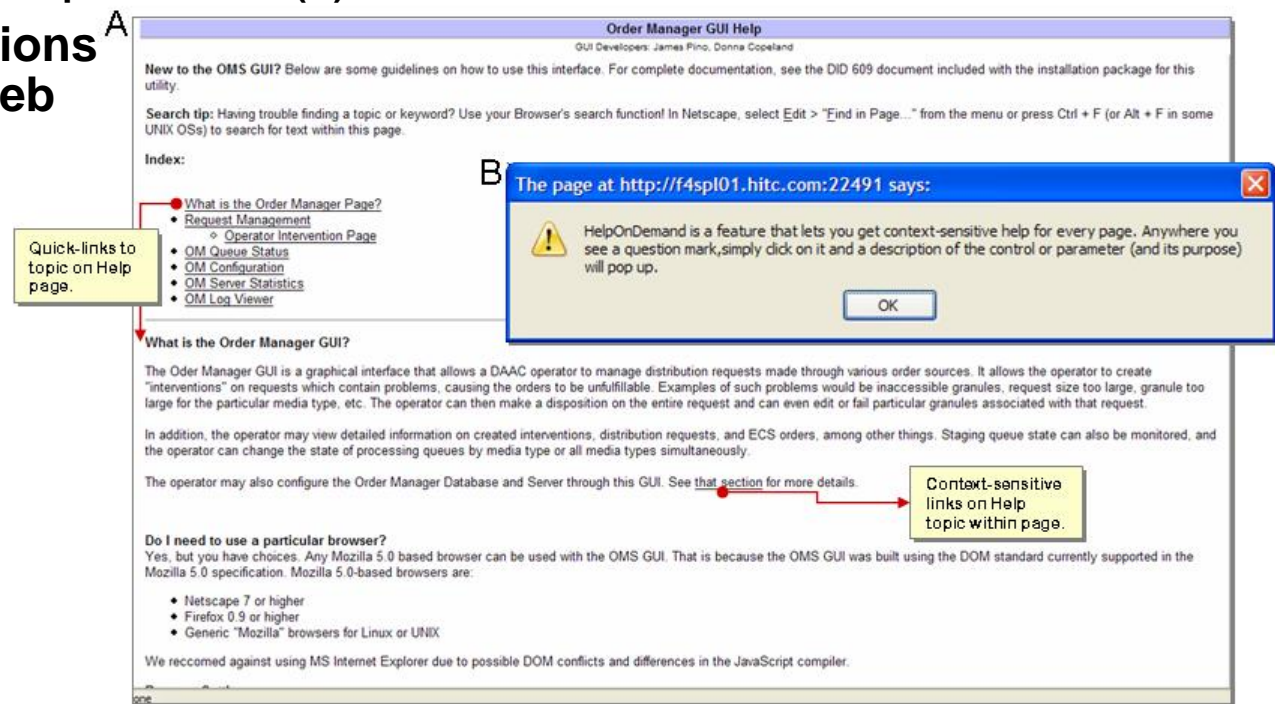 A
ions
eb
Order Manager GUI Help
GUI Developers: James Pino, Donna Copeland
New to the OMS GUI? Below are some guidelines on how to use this interface. For complete documentation, see the DID 609 document included with the installation package for this
utility.
Search tip: Having trouble finding a topic or keyword? Use your Browser's search function! In Netscape, select Edit > "Find in Page..." from the menu or press Ctrl + F (or Alt + F in some
UNIX OSs) to search for text within this page.
Index:
What is the Order Manager Page?
Request Management
Operator Intervention Page
OM Queue Status
OM Configuration
OM Server Statistics
OM Log Viewer
Quick-links to
topic on Help
page.
B
The page at http://f4spl01.hitc.com:22491 says:
HelpOnDemand is a feature that lets you get context-sensitive help for every page. Anywhere you
see a question mark,simply click on it and a description of the control or parameter (and its purpose)
will pop up.
OK
What is the Order Manager GUI?
The Oder Manager GUI is a graphical interface that allows a DAAC operator to manage distribution requests made through various order sources. It allows the operator to create
"interventions" on requests which contain problems, causing the orders to be unfulfillable. Examples of such problems would be inaccessible granules, request size too large, granule too
large for the particular media type, etc. The operator can then make a disposition on the entire request and can even edit or fail particular granules associated with that request.
In addition, the operator may view detailed information on created interventions, distribution requests, and ECS orders, among other things. Staging queue state can also be monitored, and
the operator can change the state of processing queues by media type or all media types simultaneously.
The operator may also configure the Order Manager Database and Server through this GUI. See that section for more details.
Context-sensitive
links on Help
topic within page.
Do I need to use a particular browser?
Yes, but you have choices. Any Mozilla 5.0 based browser can be used with the OMS GUI. That is because the OMS GUI was built using the DOM standard currently supported in the
Mozilla 5.0 specification. Mozilla 5.0-based browsers are:
Netscape 7 or higher
Firefox 0.9 or higher
Generic "Mozilla" browsers for Linux or UNIX
We reccomed against using MS Internet Explorer due to possible DOM conflicts and differences in the JavaScript compiler.
one